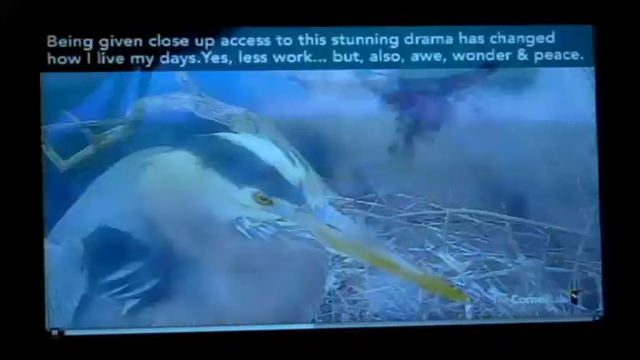 Being given close up access to this stunning drama has changed
how I live my days.Yes, less work... but, also, awe, wonder & peace.
TheCornellLab